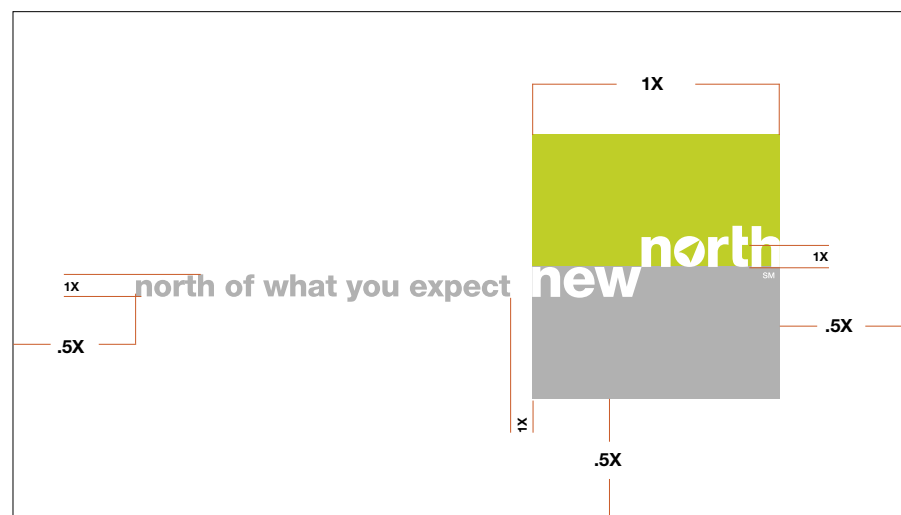 1X
north
1X
SM
1X
north of what you expect
new
.5X
.5X
1X
.5X